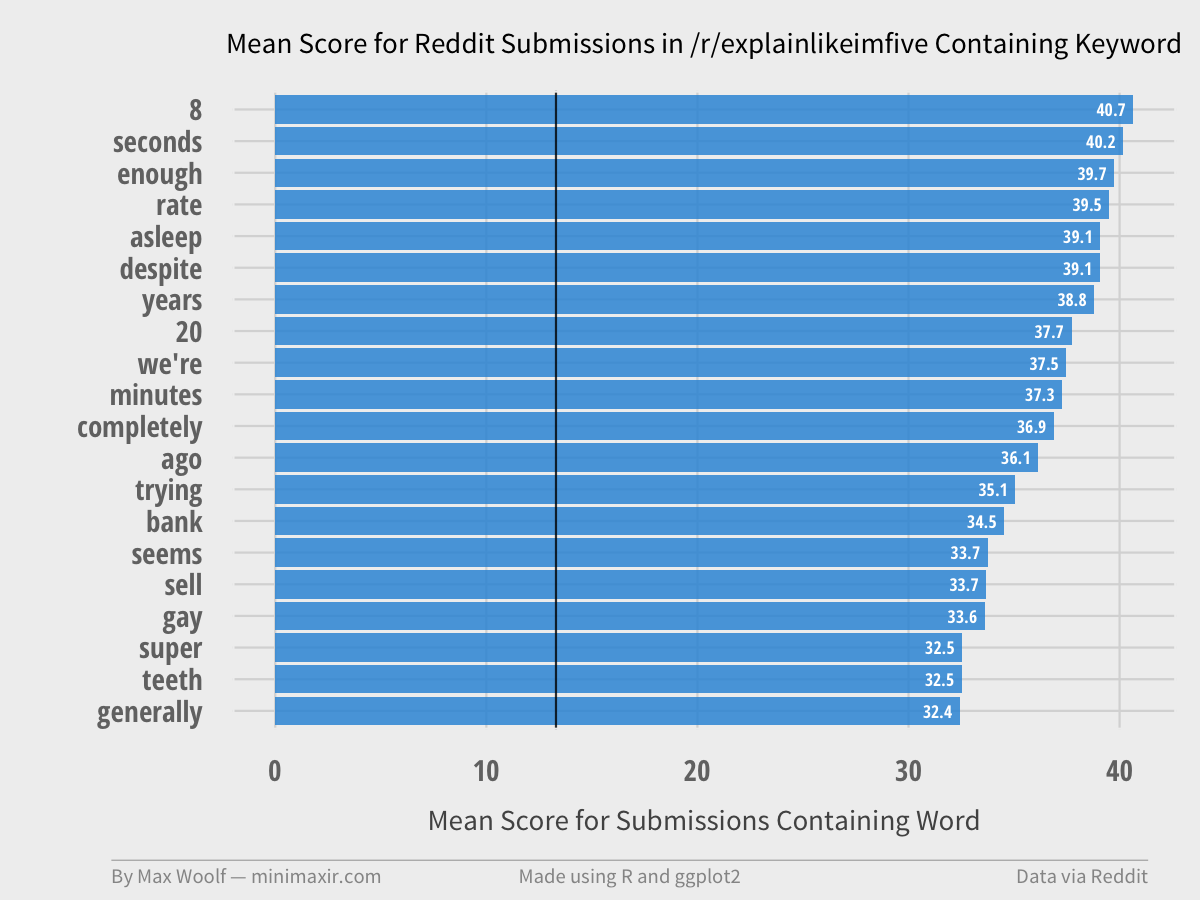 Mean Score for Reddit Submissions in /r/explainlikeimfive Containing Keyword
8 40.7
seconds 40.2
enough 39.7
rate 39.5
asleep 39.1
despite 39.1
years 38.8
20 37.7
we're 37.5
minutes 37.3
completely 36.9
ago 36.1
trying 35.1
bank 34.5
seems 33.7
sell 33.7
gay 33.6
super 32.5
teeth 32.5
generally 32.4
0 10 20 30 40
Mean Score for Submissions Containing Word
By Max Woolf — minimaxir.com Made using R and ggplot2 Data via Reddit